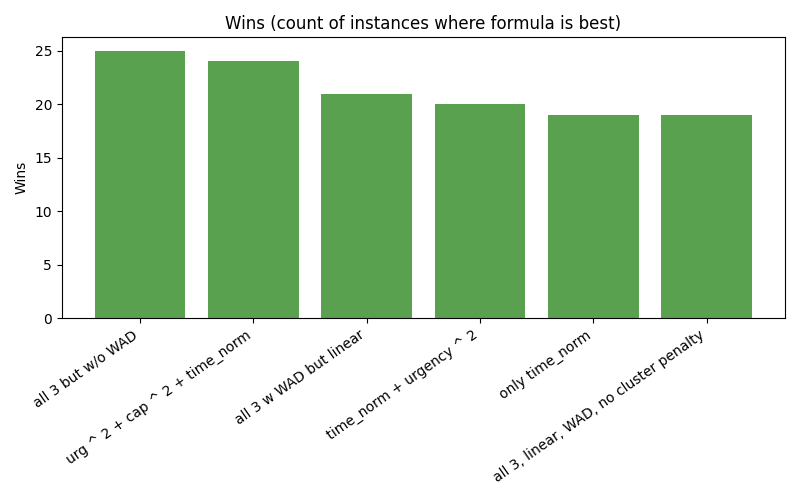 Wins (count of instances where formula is best)
Wins
25
20
15
10
5
0
all 3 but w/o WAD
urg ^ 2 + cap ^ 2 + time_norm
all 3 w WAD but linear
time_norm + urgency ^ 2
only time_norm
all 3, linear, WAD, no cluster penalty